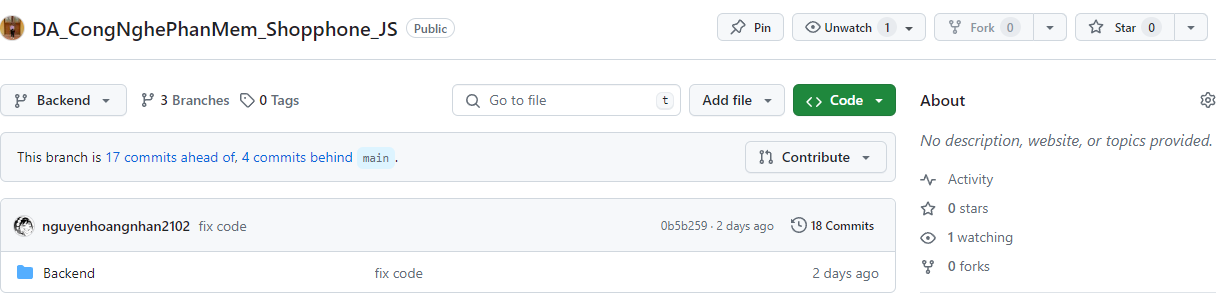 DA_CongNghePhanMem_Shopphone_JS Public Pin Unwatch 1 Fork 0 Star 0
Backend 3 Branches 0 Tags Go to file t Add file Code About
No description, website, or topics provided.
This branch is 17 commits ahead of, 4 commits behind main. Contribute
Activity
0 stars
nguyenhoangnhan2102 fix code 0b5b259 · 2 days ago 18 Commits
1 watching
Backend fix code 2 days ago
0 forks